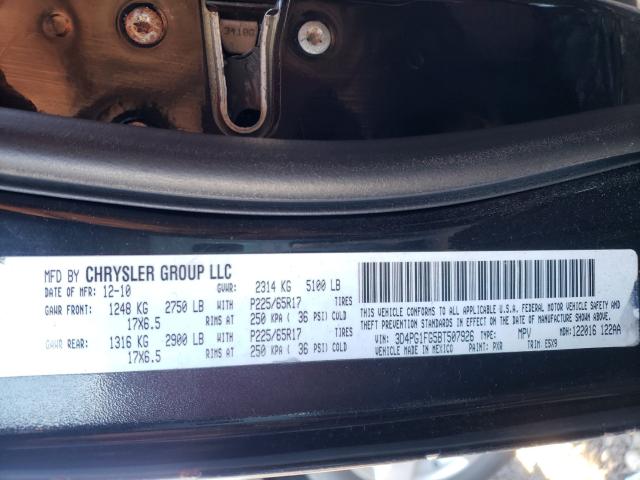 3418C
MFD BY CHRYSLER GROUP LLC
DATE OF MFR: 12-10 GVWR: 2314 KG 5100 LB
GAWR FRONT: 1248 KG 2750 LB WITH P225/65R17 TIRES
17X6.5 RIMS AT 250 KPA ( 36 PSI) COLD
GAWR REAR: 1316 KG 2900 LB WITH P225/65R17 TIRES
17X6.5 RIMS AT 250 KPA ( 36 PSI) COLD
THIS VEHICLE CONFORMS TO ALL APPLICABLE U.S.A. FEDERAL MOTOR VEHICLE SAFETY AND
THEFT PREVENTION STANDARDS IN EFFECT ON THE DATE OF MANUFACTURE SHOWN ABOVE.
VIN: 3D4PG1FG5BT507926 TYPE: MPV MDH: 122016 122AA
VEHICLE MADE IN MEXICO PAINT: PXR TRIM: E5X9